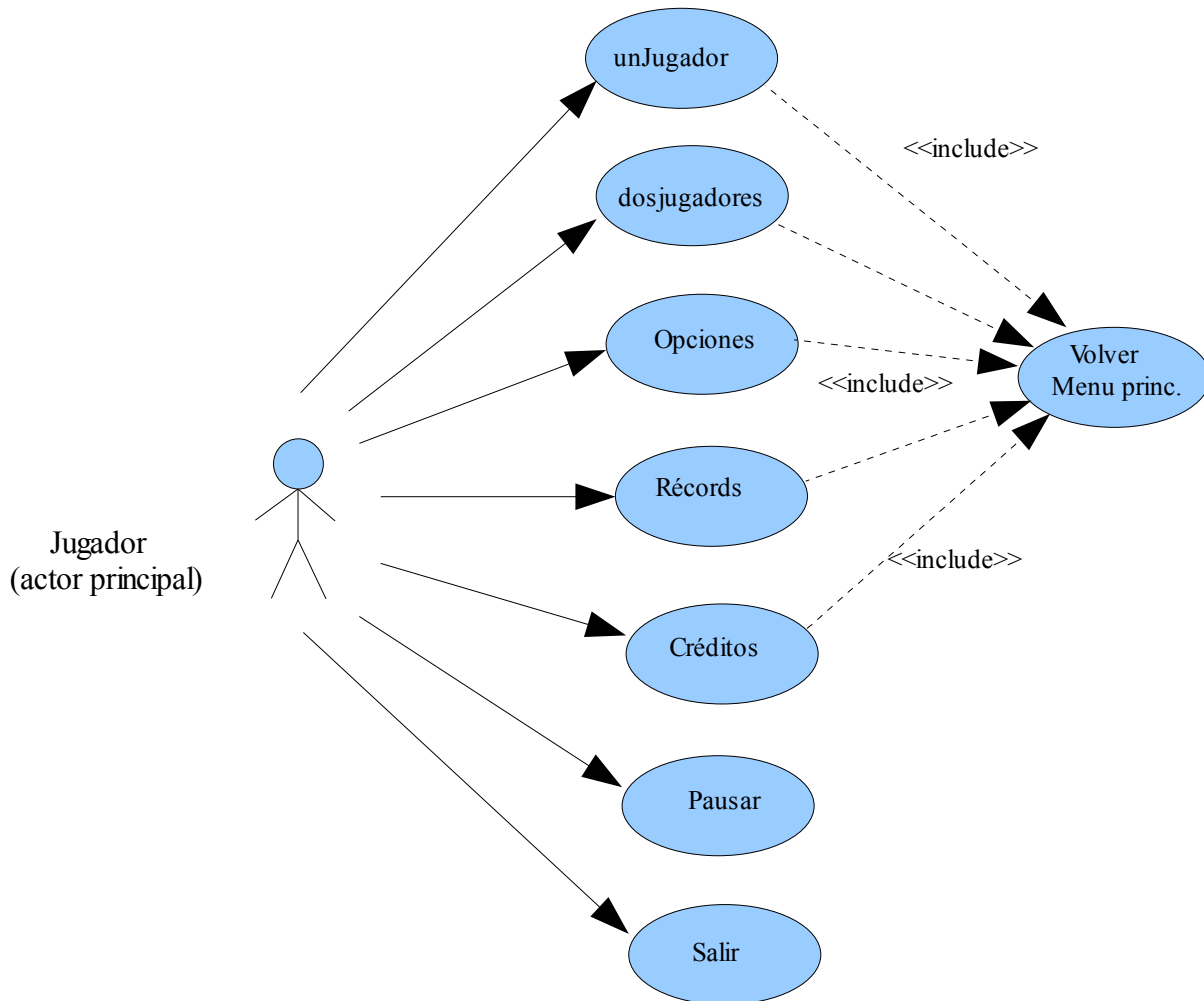 unJugador
<<include>>
dosjugadores
Opciones
Volver
Menu princ.
<<include>>
Récords
Jugador
(actor principal)
<<include>>
Créditos
Pausar
Salir